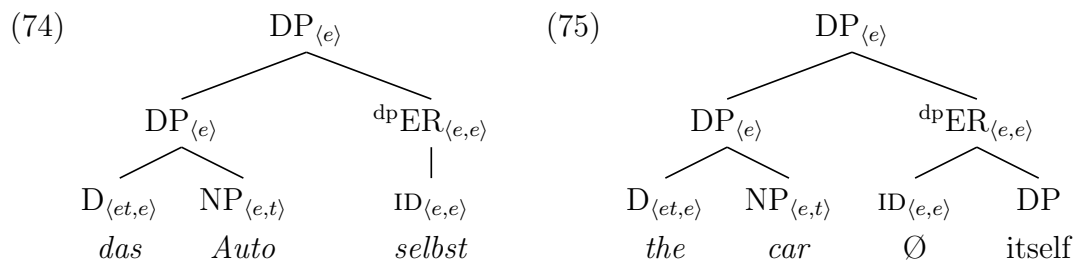 (74) DP⟨e⟩ (75) DP⟨e⟩
DP⟨e⟩ ᵈᵖER⟨e,e⟩ DP⟨e⟩ ᵈᵖER⟨e,e⟩
D⟨et,e⟩ NP⟨e,t⟩ ID⟨e,e⟩ D⟨et,e⟩ NP⟨e,t⟩ ID⟨e,e⟩ DP
das Auto selbst the car Ø itself